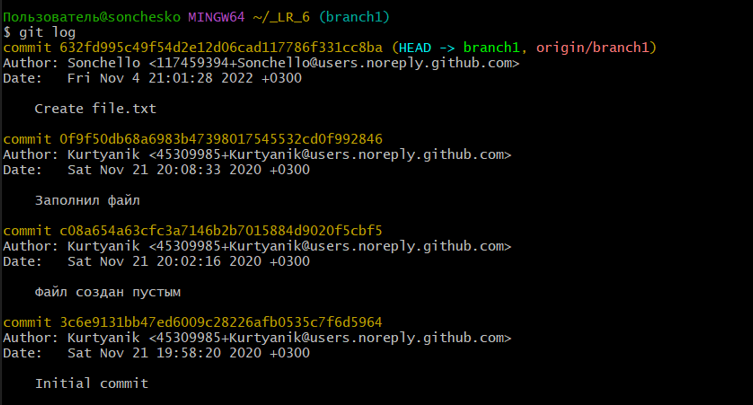 Пользователь@sonchesko MINGW64 ~/_LR_6 (branch1)
$ git log
commit 632fd995c49f54d2e12d06cad117786f331cc8ba (HEAD -> branch1, origin/branch1)
Author: Sonchello <117459394+Sonchello@users.noreply.github.com>
Date:   Fri Nov 4 21:01:28 2022 +0300
    Create file.txt
commit 0f9f50db68a6983b47398017545532cd0f992846
Author: Kurtyanik <45309985+Kurtyanik@users.noreply.github.com>
Date:   Sat Nov 21 20:08:33 2020 +0300
    Заполнил файл
commit c08a654a63cfc3a7146b2b7015884d9020f5cbf5
Author: Kurtyanik <45309985+Kurtyanik@users.noreply.github.com>
Date:   Sat Nov 21 20:02:16 2020 +0300
    Файл создан пустым
commit 3c6e9131bb47ed6009c28226afb0535c7f6d5964
Author: Kurtyanik <45309985+Kurtyanik@users.noreply.github.com>
Date:   Sat Nov 21 19:58:20 2020 +0300
    Initial commit